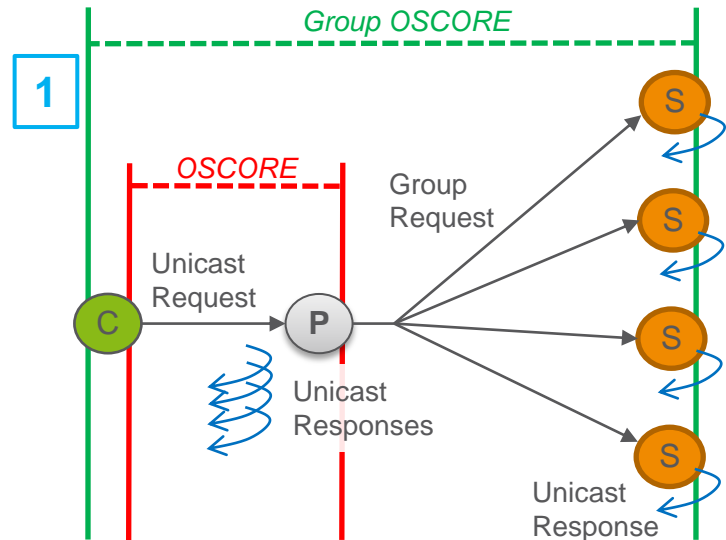 Group OSCORE
1
OSCORE
S
Group
Request
S
Unicast
Request
C
P
S
Unicast
Responses
S
Unicast
Response